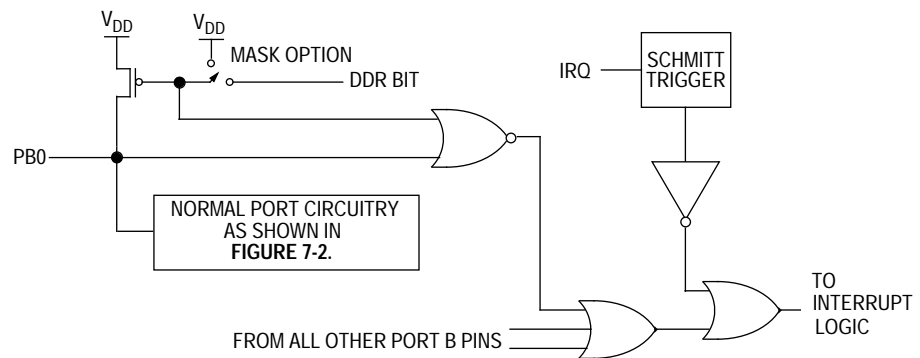 VDD
VDD
MASK OPTION
DDR BIT
IRQ
SCHMITT
TRIGGER
PB0
NORMAL PORT CIRCUITRY
AS SHOWN IN
FIGURE 7-2.
FROM ALL OTHER PORT B PINS
TO
INTERRUPT
LOGIC